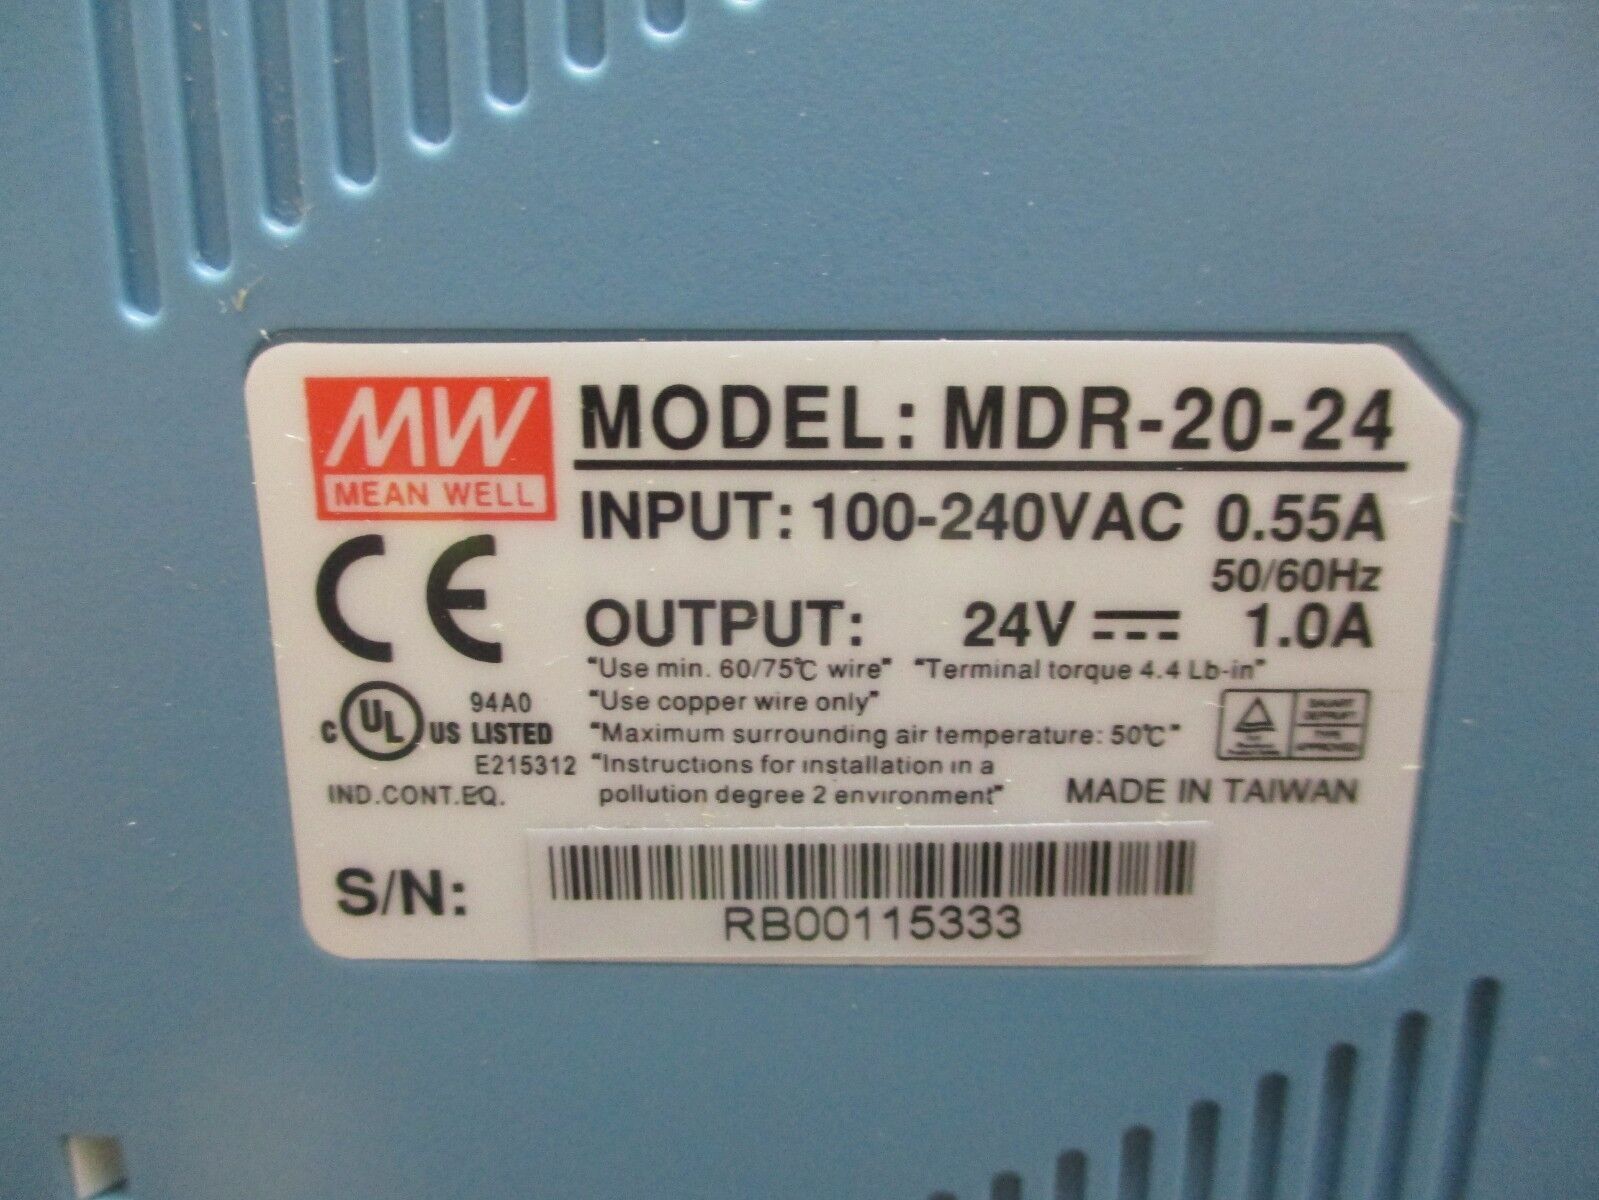 MW
MEAN WELL
MODEL: MDR-20-24
INPUT: 100-240VAC 0.55A
50/60Hz
OUTPUT: 24V 1.0A
"Use min. 60/75℃ wire" "Terminal torque 4.4 Lb-in"
"Use copper wire only"
"Maximum surrounding air temperature: 50℃"
"Instructions for installation in a
pollution degree 2 environment"
CE
c UL US LISTED
94A0
E215312
IND.CONT.EQ.
APPROVED
MADE IN TAIWAN
S/N:
RB00115333